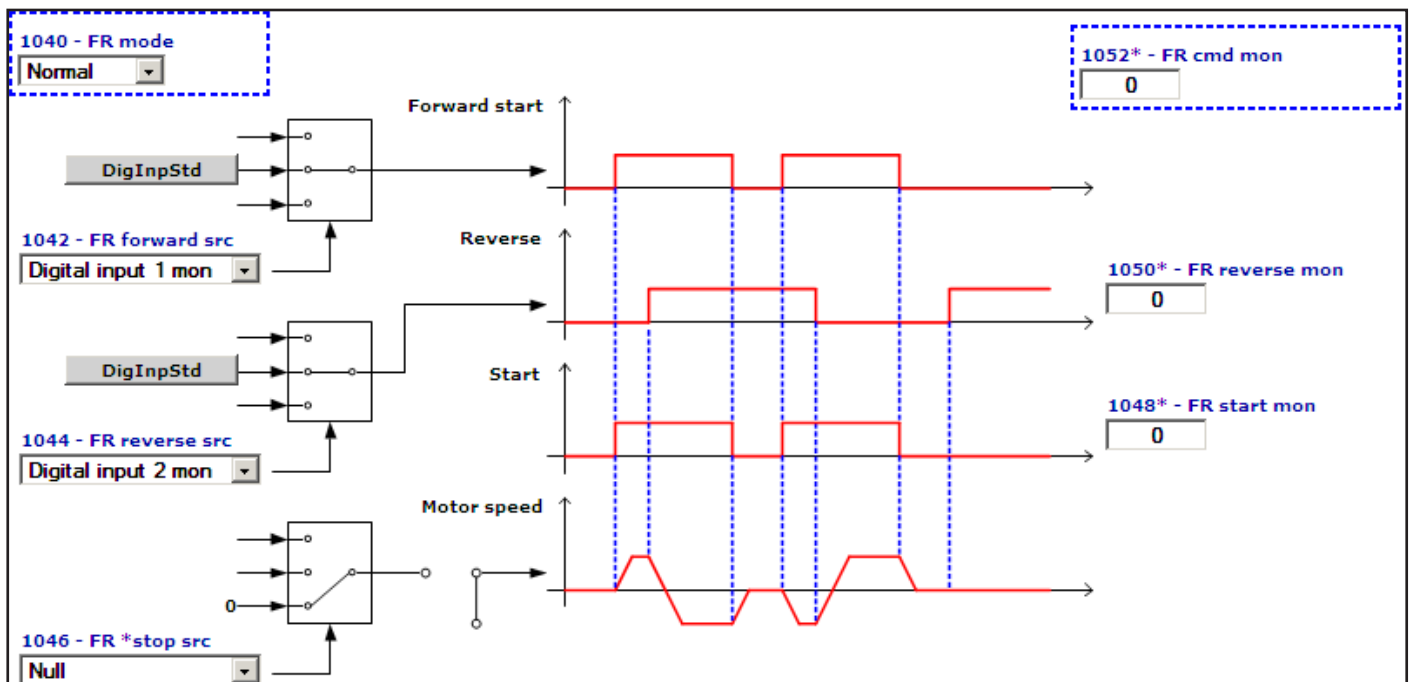 1040 - FR mode
Normal
1052* - FR cmd mon
0
Forward start
DigInpStd
1042 - FR forward src
Digital input 1 mon
Reverse
1050* - FR reverse mon
0
DigInpStd
Start
1048* - FR start mon
0
1044 - FR reverse src
Digital input 2 mon
Motor speed
0
1046 - FR *stop src
Null